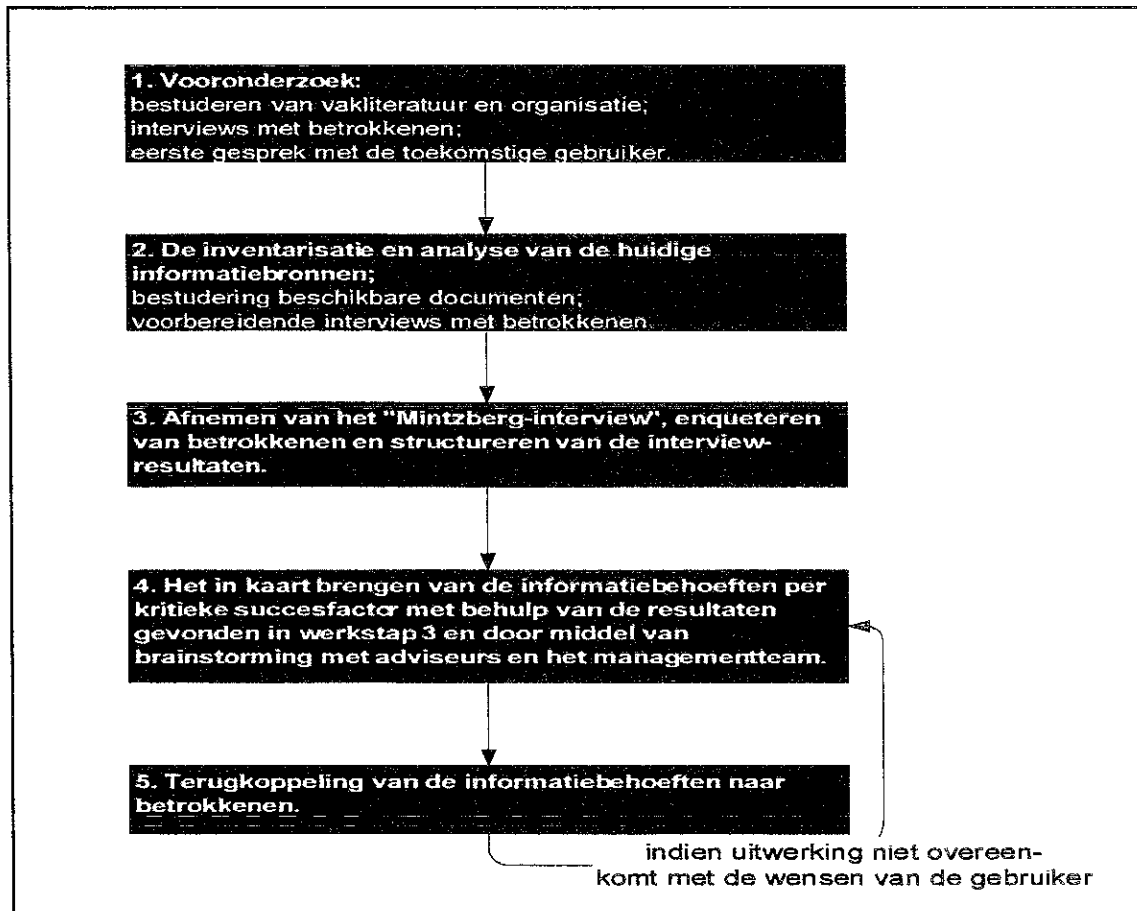 1. Vooronderzoek:
bestuderen van vakliteratuur en organisatie;
interviews met betrokkenen;
eerste gesprek met de toekomstige gebruiker.
2. De inventarisatie en analyse van de huidige
informatiebronnen;
bestudering beschikbare documenten;
voorbereidende interviews met betrokkenen.
3. Afnemen van het "Mintzberg-interview", enqueteren
van betrokkenen en structureren van de interview-
resultaten.
4. Het in kaart brengen van de informatiebehoeften per
kritieke succesfactor met behulp van de resultaten
gevonden in werkstap 3 en door middel van
brainstorming met adviseurs en het managementteam.
5. Terugkoppeling van de informatiebehoeften naar
betrokkenen.
indien uitwerking niet overeen-
komt met de wensen van de gebruiker